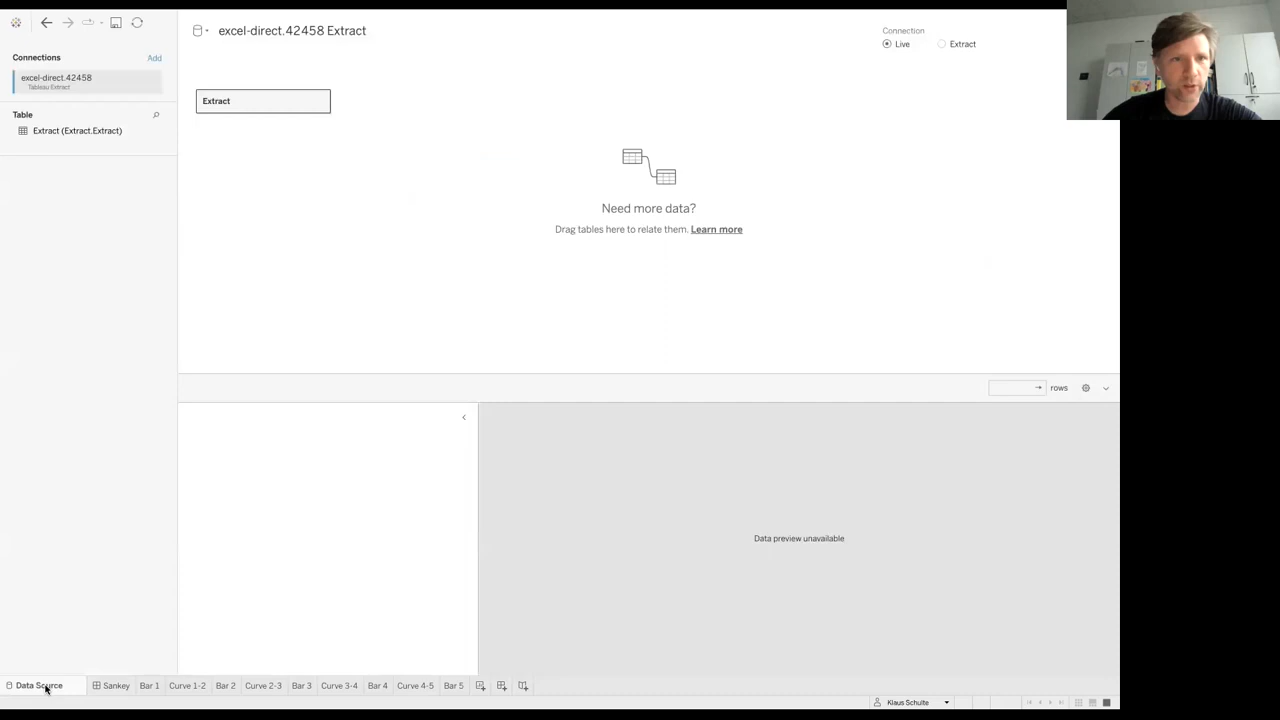 excel-direct.42458 Extract
Connection
Live
Extract
Connections
Add
excel-direct.42458
Tableau Extract
Extract
Table
Extract (Extract.Extract)
Need more data?
Drag tables here to relate them. Learn more
rows
Data preview unavailable
Data Source
Sankey
Bar 1
Curve 1-2
Bar 2
Curve 2-3
Bar 3
Curve 3-4
Bar 4
Curve 4-5
Bar 5
Klaus Schulte